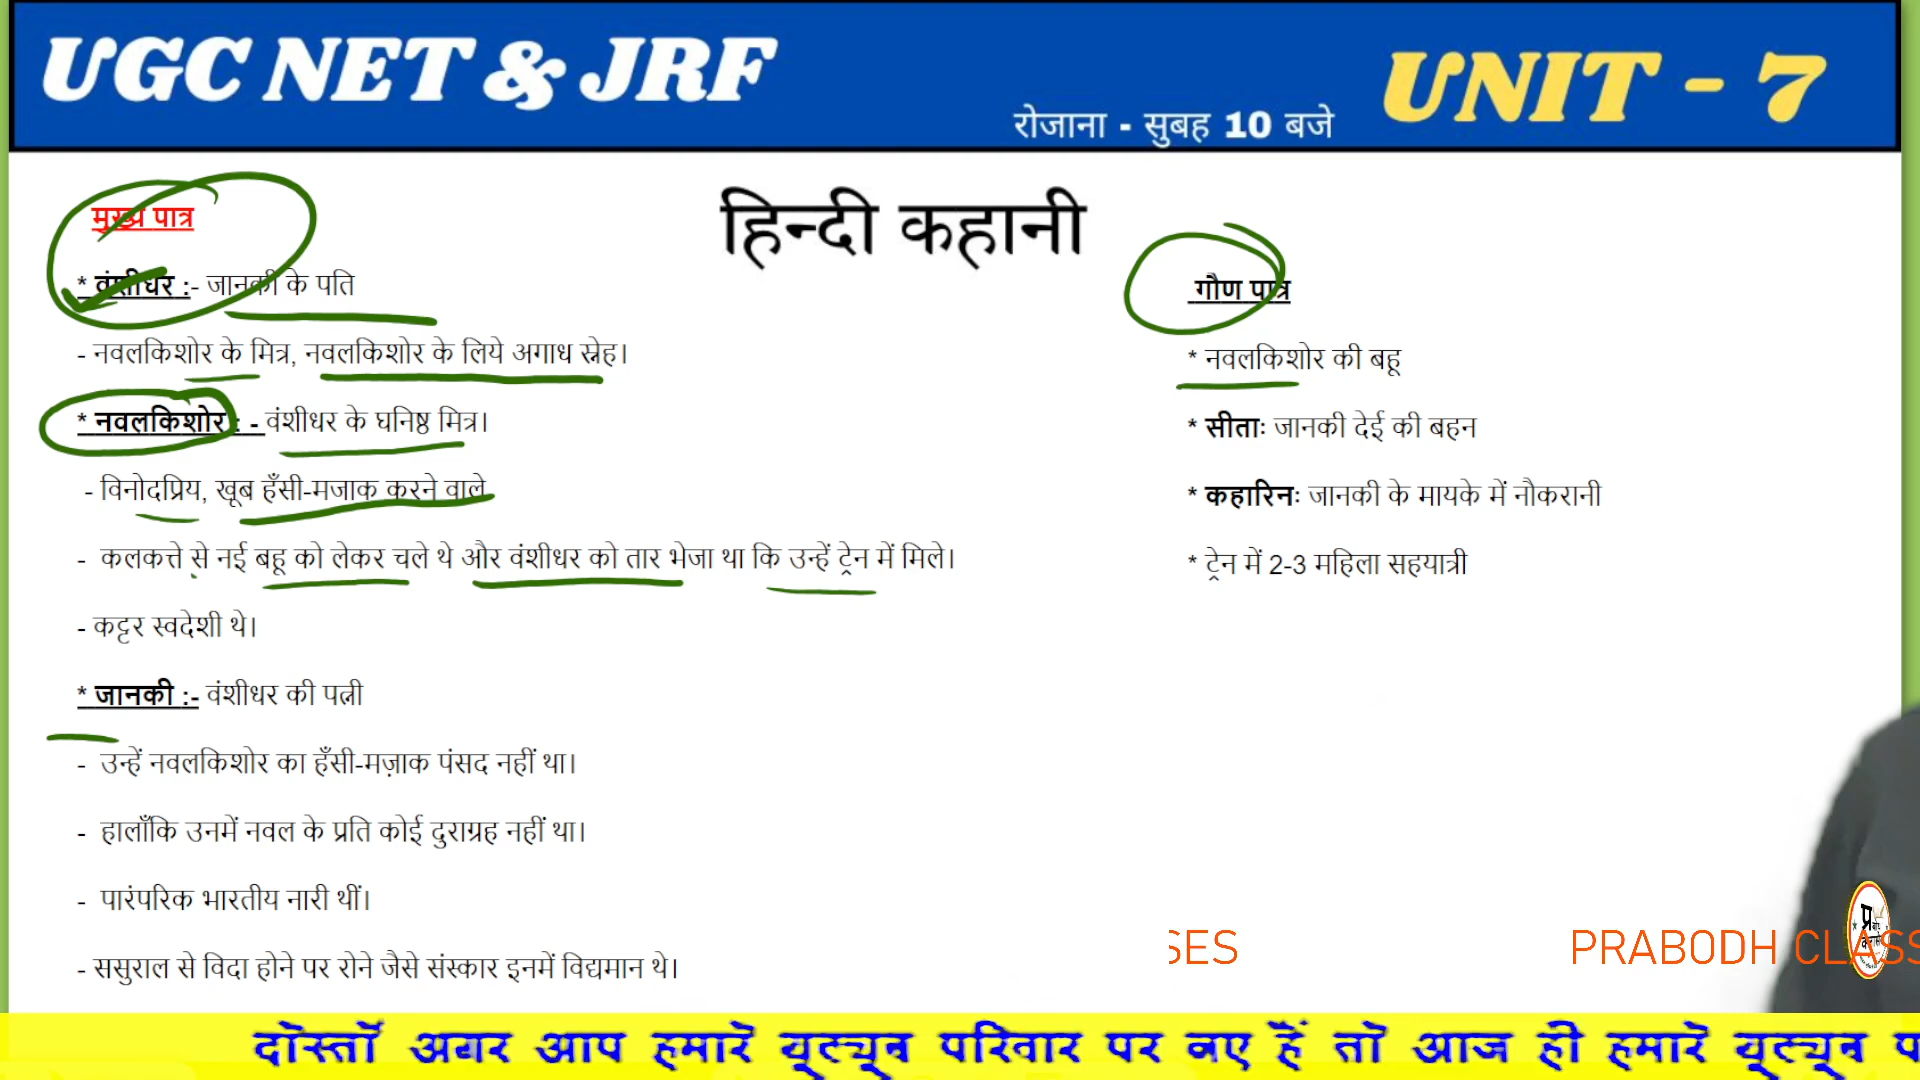 UGC NET & JRF
रोजाना - सुबह 10 बजे
UNIT - 7
हिन्दी कहानी
मुख्य पात्र
* वंशीधर :- जानकी के पति
- नवलकिशोर के मित्र, नवलकिशोर के लिये अगाध स्नेह।
* नवलकिशोर : - वंशीधर के घनिष्ठ मित्र।
- विनोदप्रिय, खूब हँसी-मजाक करने वाले
- कलकत्ते से नई बहू को लेकर चले थे और वंशीधर को तार भेजा था कि उन्हें ट्रेन में मिले।
- कट्टर स्वदेशी थे।
* जानकी :- वंशीधर की पत्नी
- उन्हें नवलकिशोर का हँसी-मज़ाक पंसद नहीं था।
- हालाँकि उनमें नवल के प्रति कोई दुराग्रह नहीं था।
- पारंपरिक भारतीय नारी थीं।
- ससुराल से विदा होने पर रोने जैसे संस्कार इनमें विद्यमान थे।
गौण पात्र
* नवलकिशोर की बहू
* सीताः जानकी देई की बहन
* कहारिनः जानकी के मायके में नौकरानी
* ट्रेन में 2-3 महिला सहयात्री
SES PRABODH CLASS
दोस्तों अगर आप हमारे यूट्यूब परिवार पर नए हैं तो आज ही हमारे यूट्यूब प